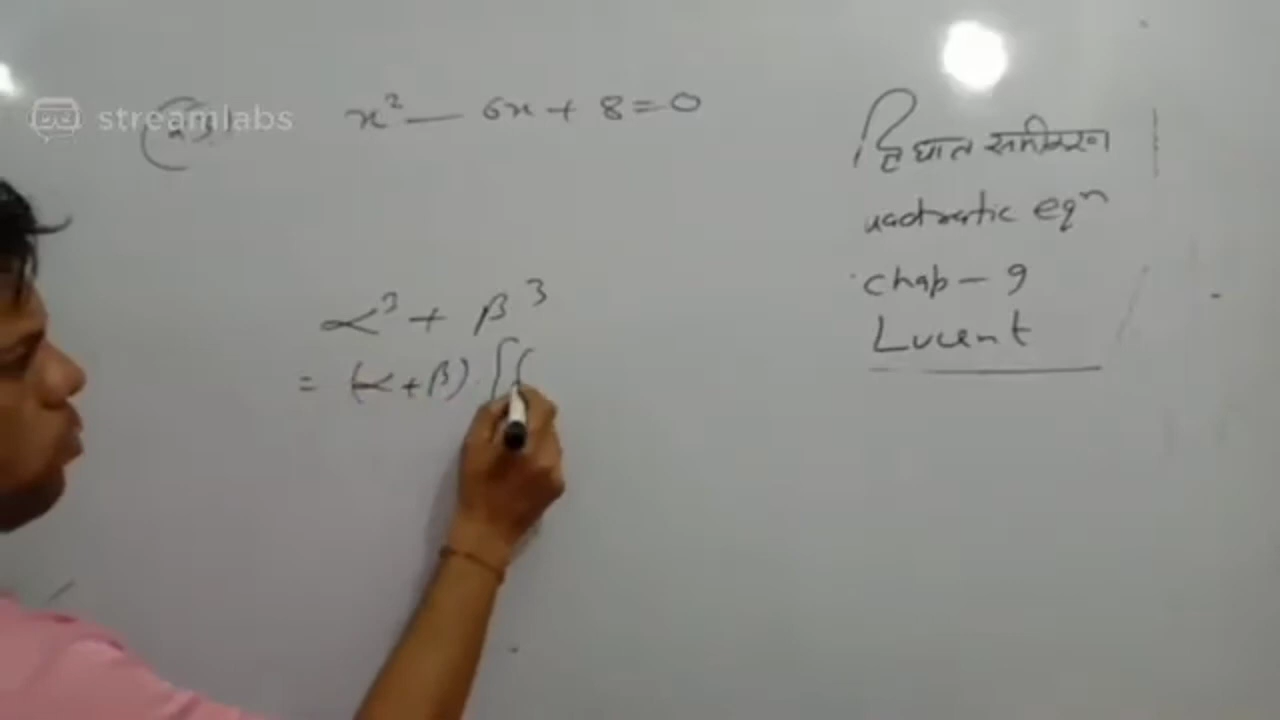 streamlabs
x² — 6x + 8 = 0
α³ + β³
= (α + β) [(
द्विघात समीकरण
uadratic eqⁿ
chap - 9
Lucent